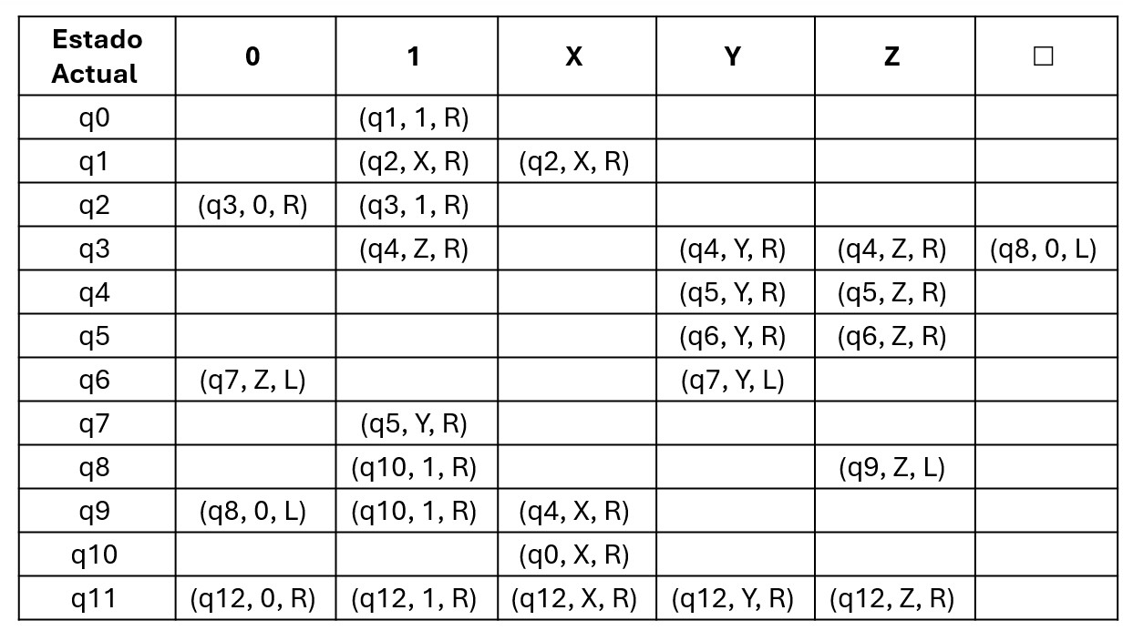 Estado Actual 0 1 X Y Z □
q0 (q1, 1, R)
q1 (q2, X, R) (q2, X, R)
q2 (q3, 0, R) (q3, 1, R)
q3 (q4, Z, R) (q4, Y, R) (q4, Z, R) (q8, 0, L)
q4 (q5, Y, R) (q5, Z, R)
q5 (q6, Y, R) (q6, Z, R)
q6 (q7, Z, L) (q7, Y, L)
q7 (q5, Y, R)
q8 (q10, 1, R) (q9, Z, L)
q9 (q8, 0, L) (q10, 1, R) (q4, X, R)
q10 (q0, X, R)
q11 (q12, 0, R) (q12, 1, R) (q12, X, R) (q12, Y, R) (q12, Z, R)